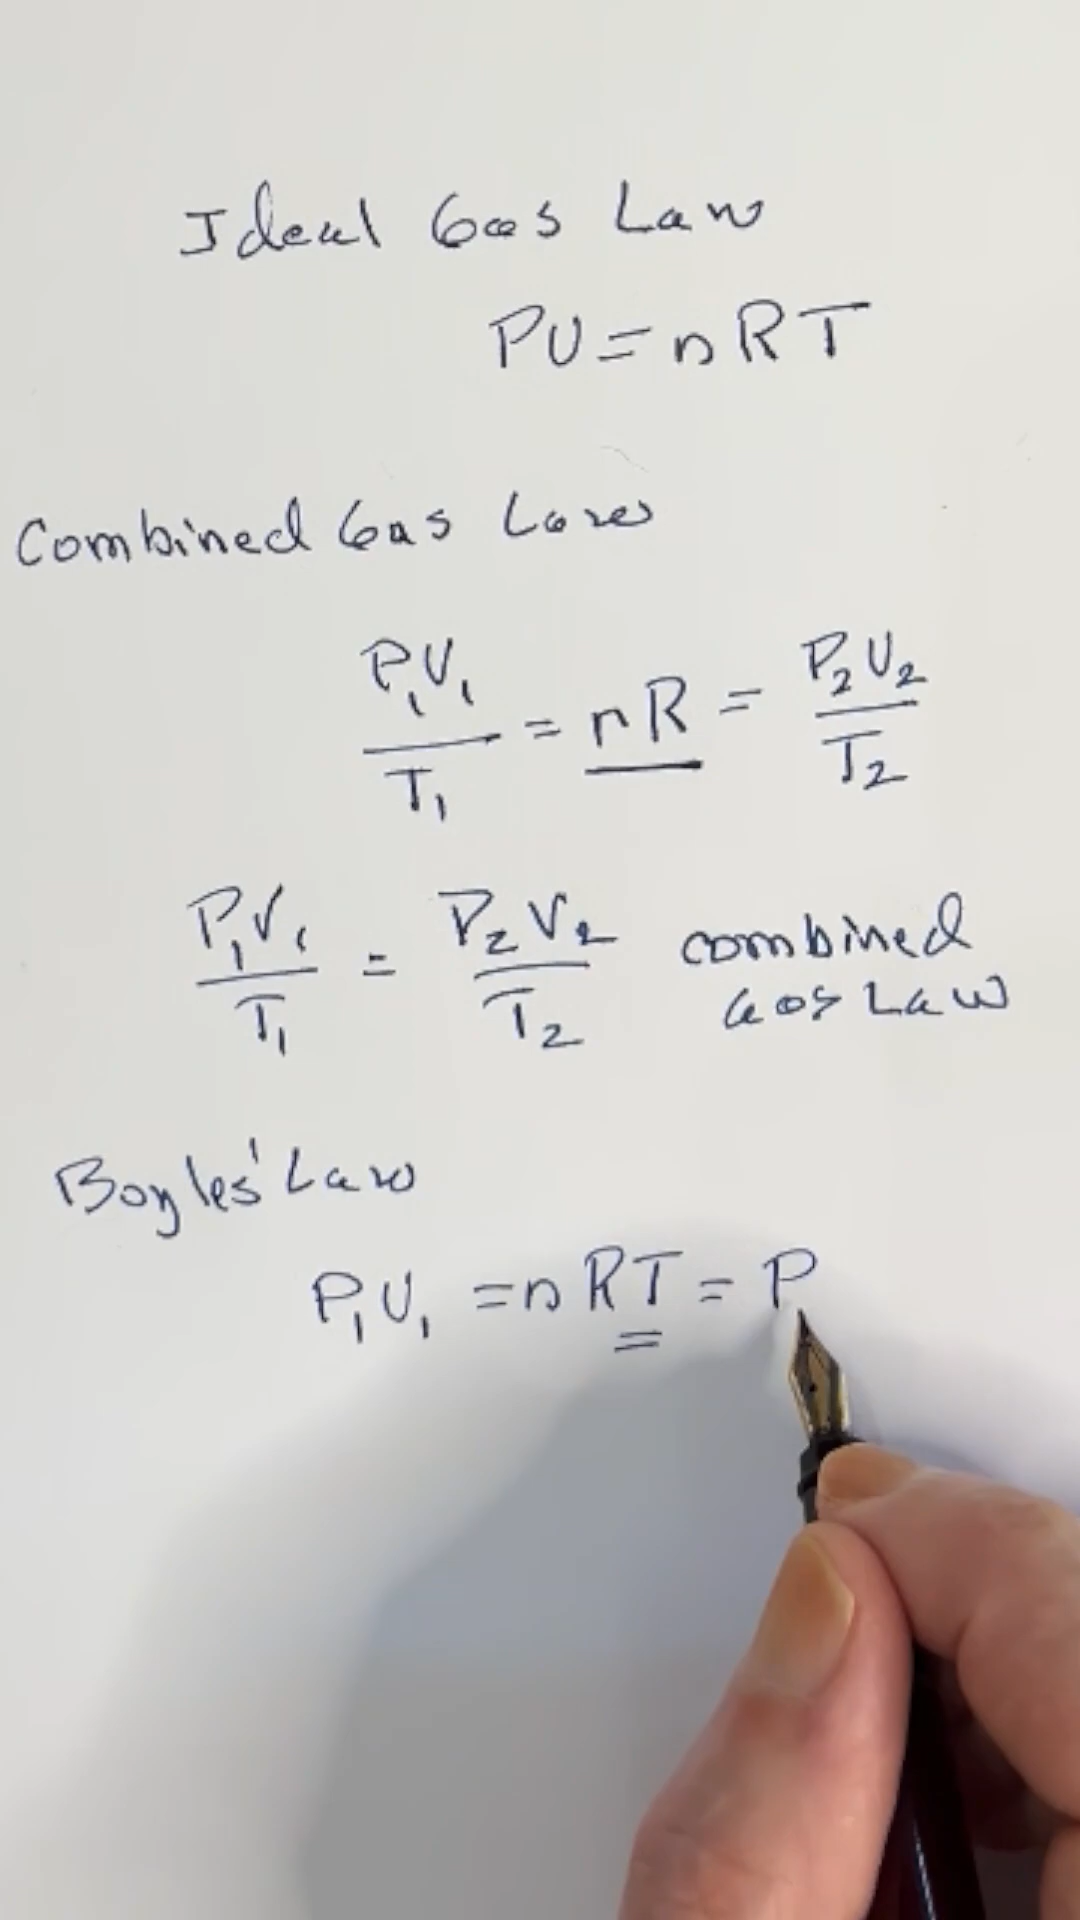 Ideal Gas Law
PV = nRT
Combined Gas Law
P₁V₁/T₁ = nR = P₂V₂/T₂
P₁V₁/T₁ = P₂V₂/T₂ combined
Gas Law
Boyles' Law
P₁V₁ = nRT = P